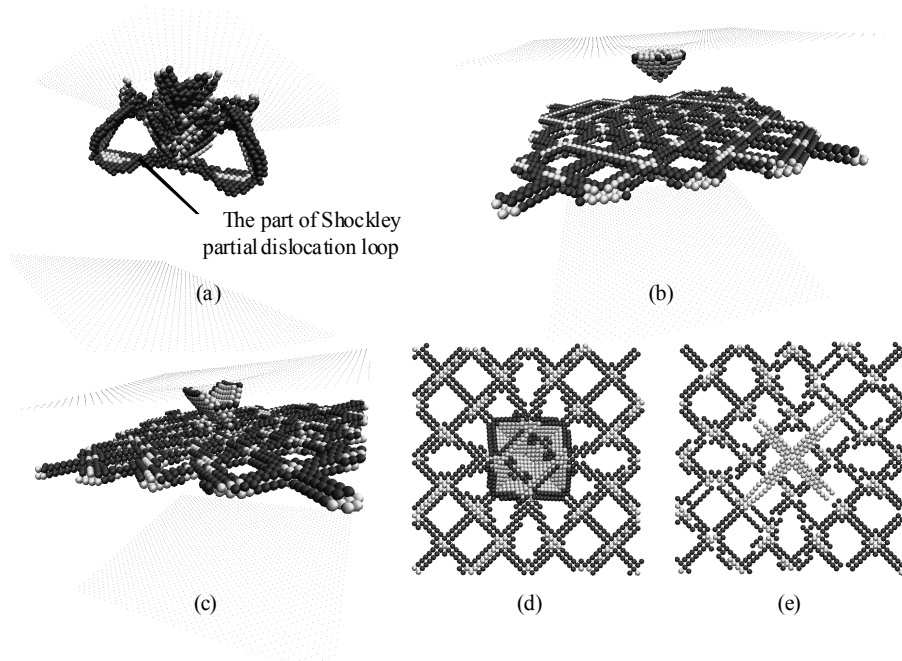 The part of Shockley
partial dislocation loop
(a)
(b)
(c)
(d)
(e)